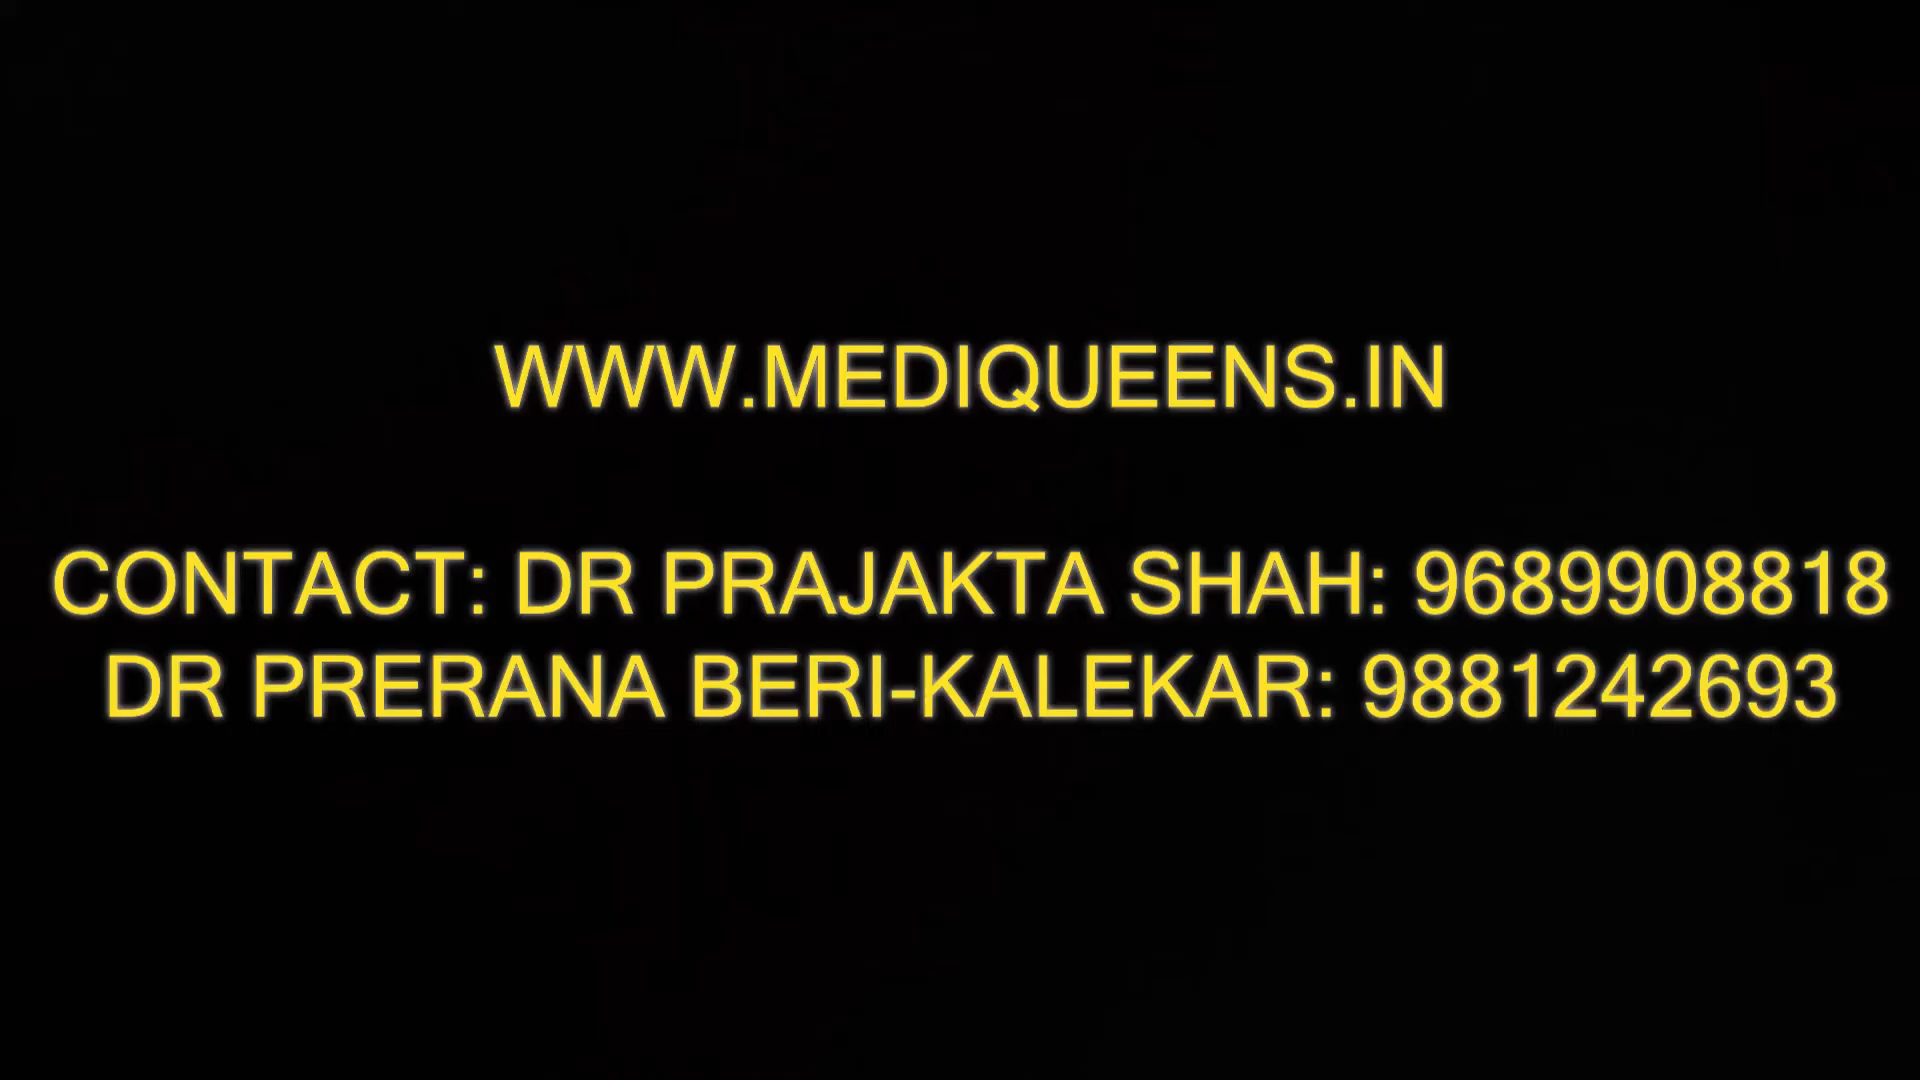 WWW.MEDIQUEENS.IN
CONTACT: DR PRAJAKTA SHAH: 9689908818
DR PRERANA BERI-KALEKAR: 9881242693